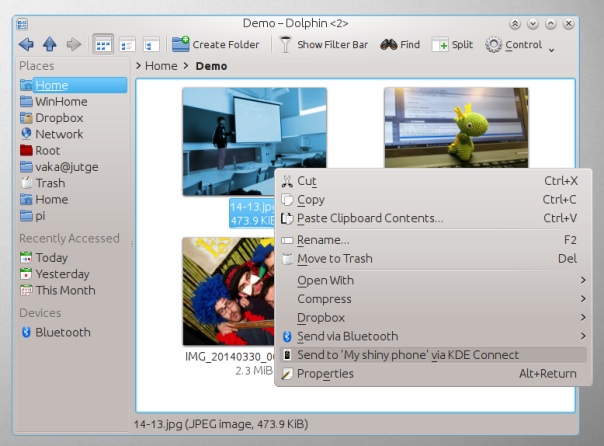 Demo – Dolphin <2>
Create Folder
Show Filter Bar
Find
Split
Control
Places
Home
WinHome
Dropbox
Network
Root
vaka@jutge
Trash
Home
pi
Recently Accessed
Today
Yesterday
This Month
Devices
Bluetooth
> Home > Demo
14-13.jp
473.9 KiB
IMG_20140330_0
2.3 MiB
Cut Ctrl+X
Copy Ctrl+C
Paste Clipboard Contents... Ctrl+V
Rename... F2
Move to Trash Del
Open With >
Compress >
Dropbox >
Send via Bluetooth >
Send to 'My shiny phone' via KDE Connect
Properties Alt+Return
14-13.jpg (JPEG image, 473.9 KiB)